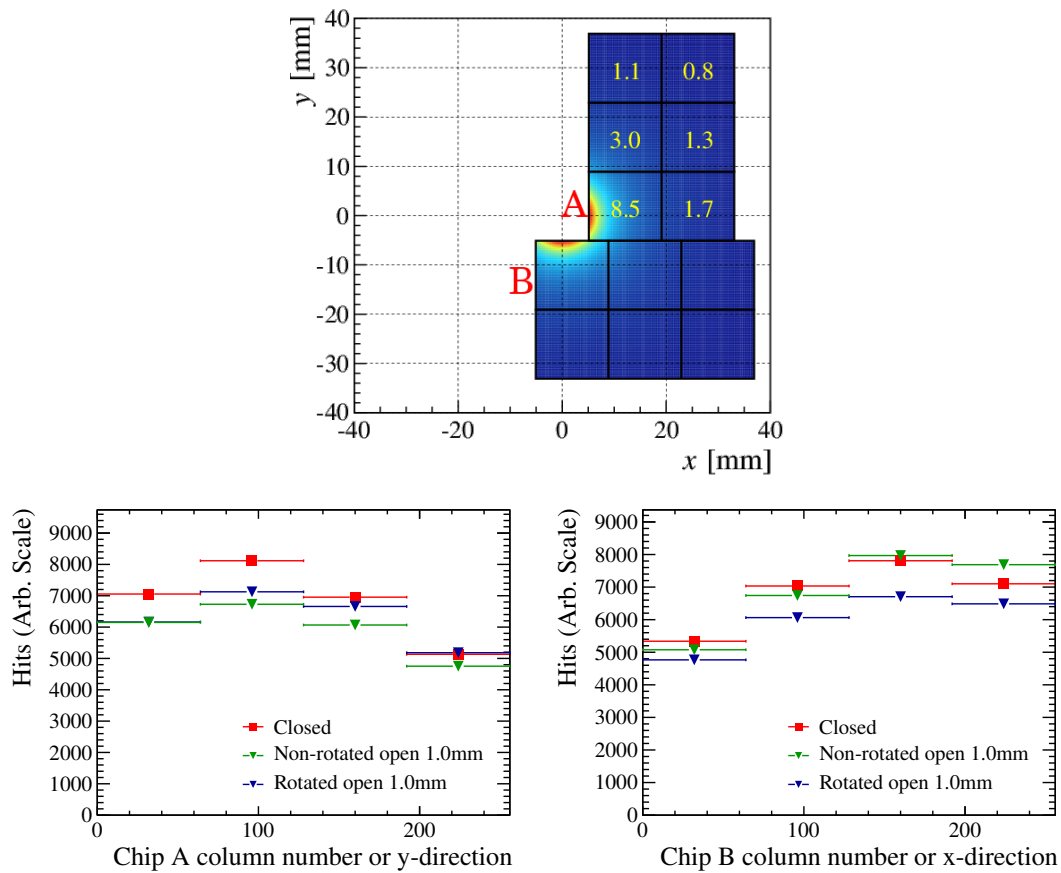 y [mm]
40
30
20
10
0
-10
-20
-30
-40
1.1 0.8
3.0 1.3
A
8.5 1.7
B
-40 -20 0 20 40
x [mm]
Hits (Arb. Scale)
9000
8000
7000
6000
5000
4000
3000
2000
1000
0
Closed
Non-rotated open 1.0mm
Rotated open 1.0mm
0 100 200
Chip A column number or y-direction
Hits (Arb. Scale)
9000
8000
7000
6000
5000
4000
3000
2000
1000
0
Closed
Non-rotated open 1.0mm
Rotated open 1.0mm
0 100 200
Chip B column number or x-direction